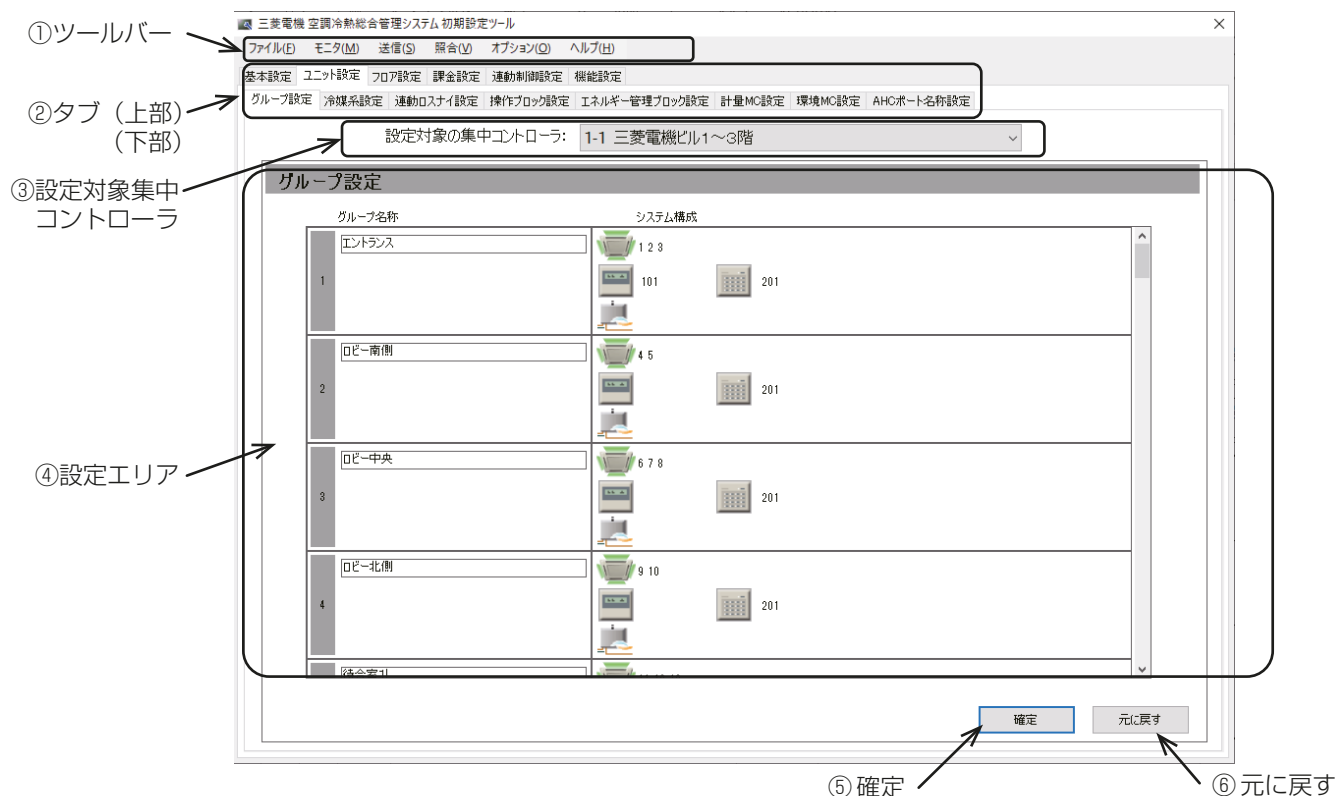 三菱電機 空調冷熱総合管理システム 初期設定ツール
①ツールバー
ファイル(F) モニタ(M) 送信(S) 照合(V) オプション(O) ヘルプ(H)
基本設定 ユニット設定 フロア設定 課金設定 連動制御設定 機能設定
グループ設定 冷媒系設定 連動ロスナイ設定 操作ブロック設定 エネルギー管理ブロック設定 計量MC設定 環境MC設定 AHCポート名称設定
②タブ（上部）
（下部）
設定対象の集中コントローラ: 1-1 三菱電機ビル1～3階
③設定対象集中
コントローラ
グループ設定
グループ名称 システム構成
エントランス 1 2 3
1 101 201
ロビー南側 4 5
2 201
ロビー中央 6 7 8
④設定エリア
3 201
ロビー北側 9 10
4 201
確定 元に戻す
⑤確定 ⑥元に戻す